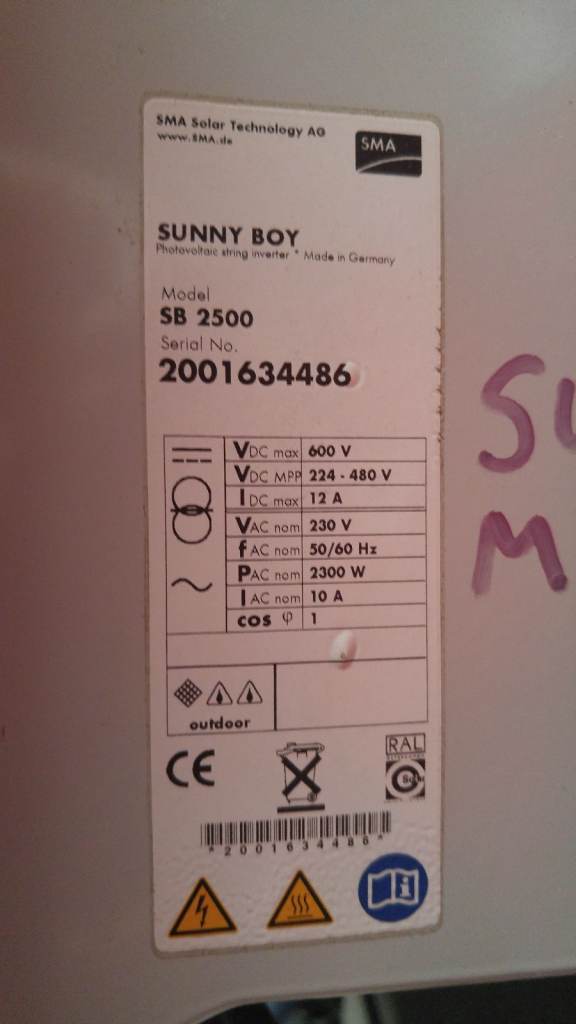 SMA Solar Technology AG
www.SMA.de
SMA
SUNNY BOY
Photovoltaic string inverter * Made in Germany
Model
SB 2500
Serial No.
2001634486
VDC max 600 V
VDC MPP 224 - 480 V
IDC max 12 A
VAC nom 230 V
fAC nom 50/60 Hz
PAC nom 2300 W
IAC nom 10 A
cos φ 1
outdoor
CE
RAL
Solar
*2001634486*
i
SU
M